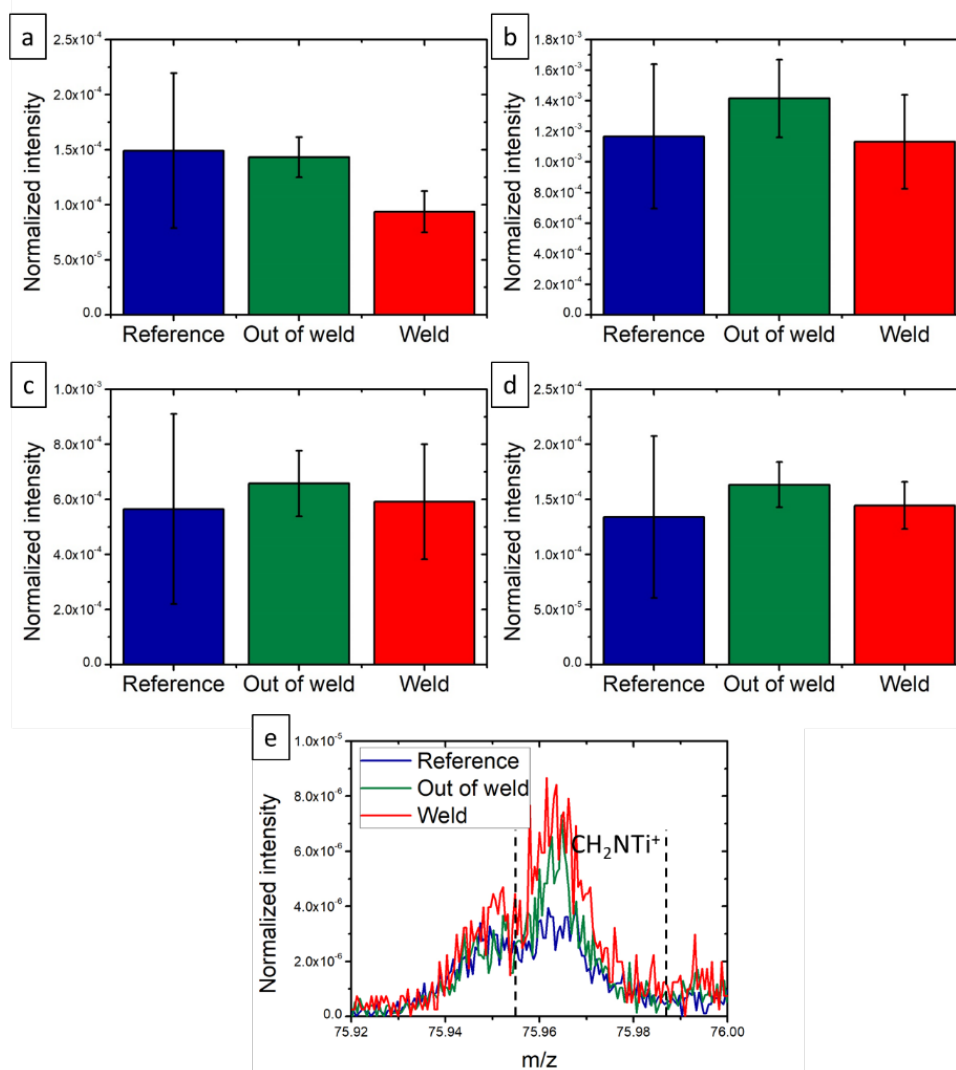 a
2.5x10⁻⁴
2.0x10⁻⁴
1.5x10⁻⁴
1.0x10⁻⁴
5.0x10⁻⁵
0.0
Normalized intensity
Reference Out of weld Weld
b
1.8x10⁻³
1.6x10⁻³
1.4x10⁻³
1.2x10⁻³
1.0x10⁻³
8.0x10⁻⁴
6.0x10⁻⁴
4.0x10⁻⁴
2.0x10⁻⁴
0.0
Normalized intensity
Reference Out of weld Weld
c
1.0x10⁻³
8.0x10⁻⁴
6.0x10⁻⁴
4.0x10⁻⁴
2.0x10⁻⁴
0.0
Normalized intensity
Reference Out of weld Weld
d
2.5x10⁻⁴
2.0x10⁻⁴
1.5x10⁻⁴
1.0x10⁻⁴
5.0x10⁻⁵
0.0
Normalized intensity
Reference Out of weld Weld
e
1.0x10⁻⁵
8.0x10⁻⁶
6.0x10⁻⁶
4.0x10⁻⁶
2.0x10⁻⁶
0.0
Normalized intensity
Reference
Out of weld
Weld
CH₂NTi⁺
75.92 75.94 75.96 75.98 76.00
m/z